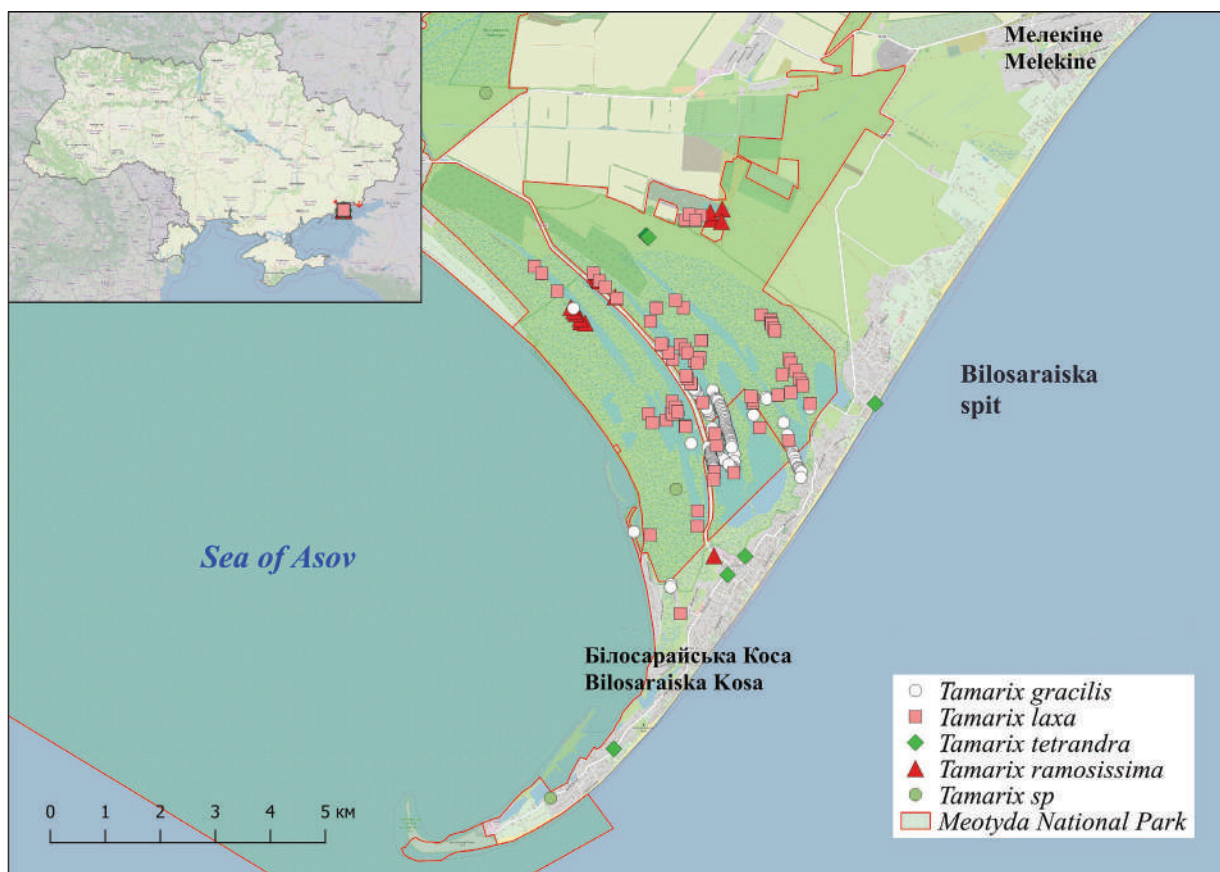 Мелекіне
Melekine
Bilosaraiska
spit
Sea of Asov
Білосарайська Коса
Bilosaraiska Kosa
Tamarix gracilis
Tamarix laxa
Tamarix tetrandra
Tamarix ramosissima
Tamarix sp
Meotyda National Park
0 1 2 3 4 5 км